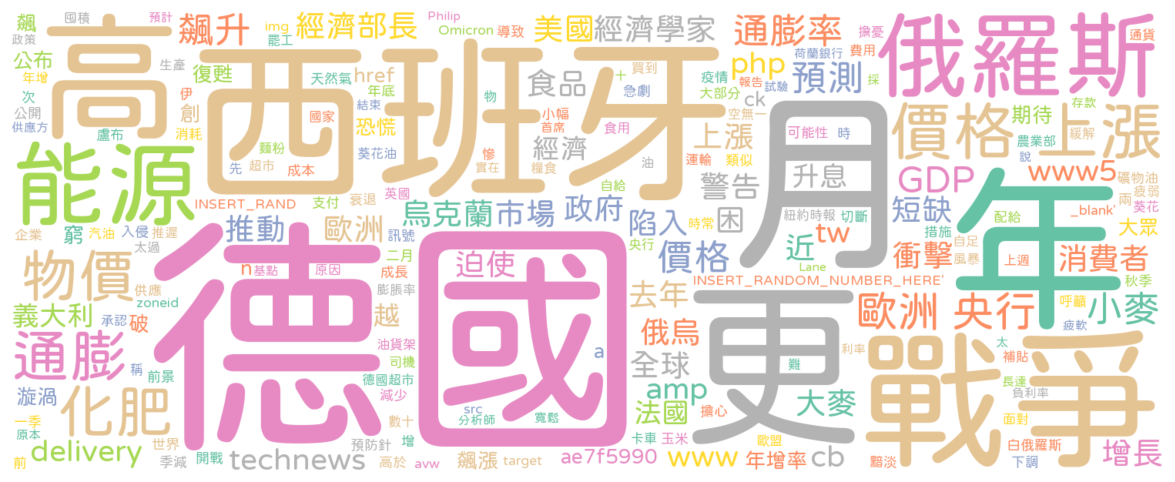 囤積
img
Philip
預計
飆
飆升
經濟部長
美國
經濟學家
通膨率
擔憂
通貨
政策
罷工
Omicron
導致
荷蘭銀行
費用
俄羅斯
公布
生產
高
西班牙
年增
復甦
天然氣
href
食品
十
買到
疫情
php
報告
試驗
預測
採
次
伊
年底
物
急劇
大部分
ck
空無一
期待
存款
公開
創
國家
結束
小幅
上漲
月
價格
上漲
供應方
盧布
消耗
恐慌
首席
食用
可能性
時
農業部
緩解
能源
麵粉
葵花油
慘
經濟
油
運輸
類似
說
先
超市
成本
實在
糧食
警告
升息
GDP
www5
礦物油
疲弱
INSERT_RAND
支付
衰退
英國
自給
兩
葵花
_blank'
企業
窮
汽油
入侵
推遲
推動
歐洲
訊號
烏克蘭
市場
政府
陷入
困
紐約時報
切斷
短缺
年
配給
大眾
太過
二月
央行
時常
近
tw
措施
物價
n
基點
原因
成長
德國
迫使
價格
Lane
衝擊
自足
風暴
上週
消費者
供應
zoneid
膨脹率
去年
INSERT_RANDOM_NUMBER_HERE'
秋季
義大利
承認
破
越
更
歐洲
央行
呼籲
小麥
俄烏
疲軟
通膨
稱
油貨架
司機
a
全球
利率
太
補貼
漩渦
前景
德國超市
減少
難
戰爭
長達
負利率
amp
一季
原本
化肥
數十
src
分析師
寬鬆
法國
擔心
大麥
面對
前
delivery
世界
預防針
增
卡車
玉米
歐盟
白俄羅斯
增長
季減
開戰
technews
高於
avw
飆漲
target
ae7f5990
www
年增率
cb
黯淡
下調